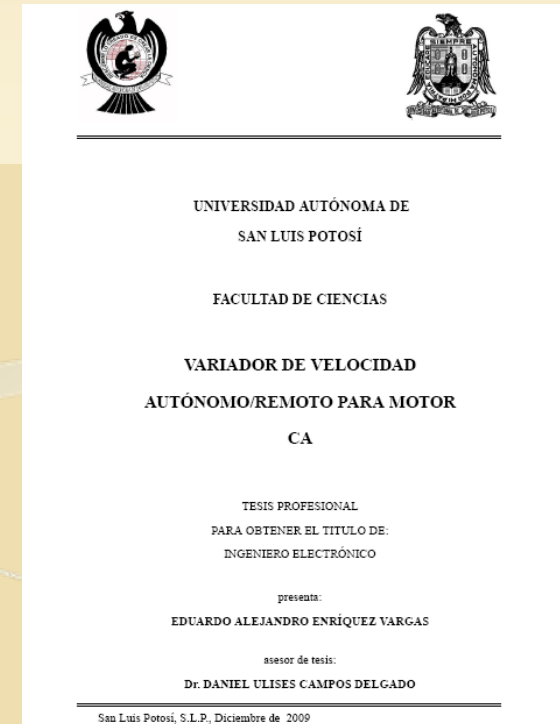 SIEMPRE
UNIVERSIDAD AUTÓNOMA DE
SAN LUIS POTOSÍ
FACULTAD DE CIENCIAS
VARIADOR DE VELOCIDAD
AUTÓNOMO/REMOTO PARA MOTOR
CA
TESIS PROFESIONAL
PARA OBTENER EL TITULO DE:
INGENIERO ELECTRÓNICO
presenta:
EDUARDO ALEJANDRO ENRÍQUEZ VARGAS
asesor de tesis:
Dr. DANIEL ULISES CAMPOS DELGADO
San Luis Potosí, S.L.P., Diciembre de 2009